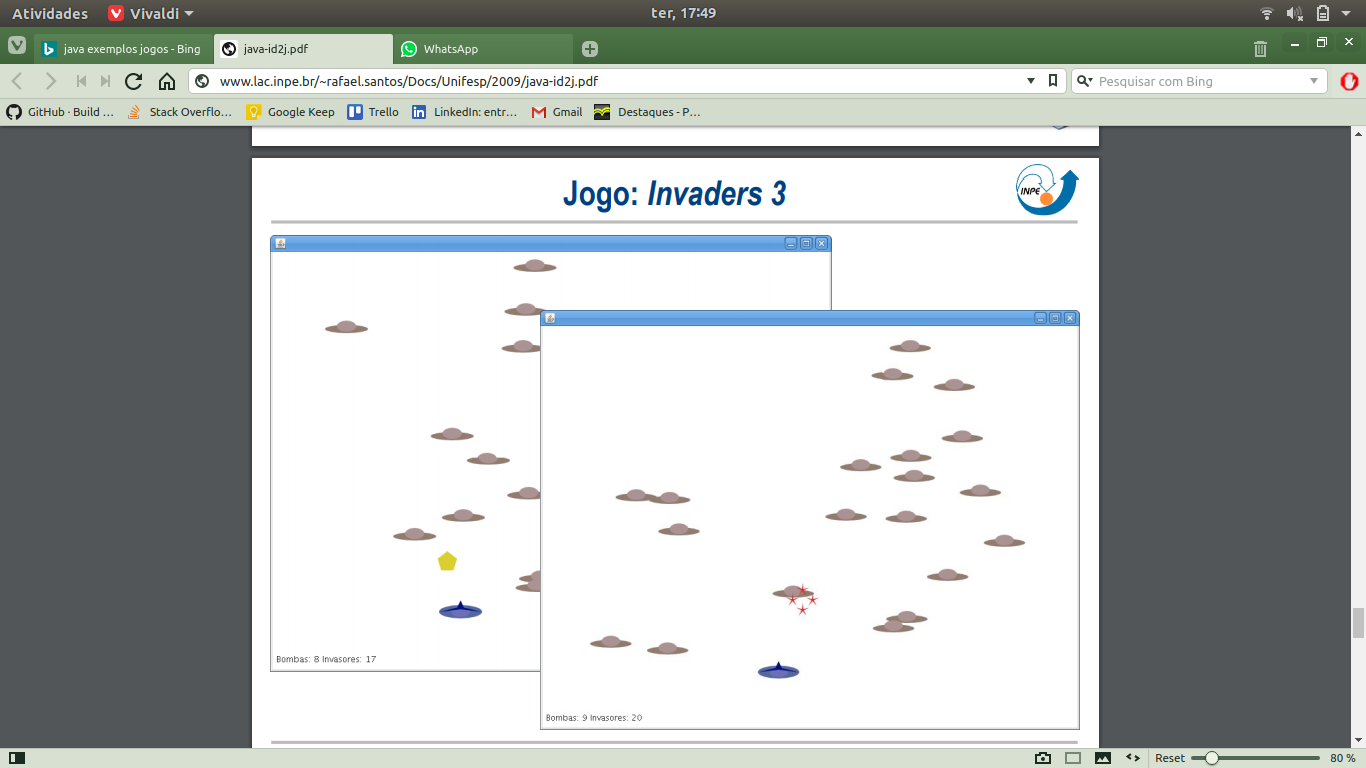 Atividades Vivaldi ter, 17:49
java exemplos jogos - Bing java-id2j.pdf WhatsApp
www.lac.inpe.br/~rafael.santos/Docs/Unifesp/2009/java-id2j.pdf Pesquisar com Bing
GitHub · Build ... Stack Overflo... Google Keep Trello LinkedIn: entr... Gmail Destaques - P...
Jogo: Invaders 3
INPE
Bombas: 8 Invasores: 17
Bombas: 9 Invasores: 20
Reset 80 %